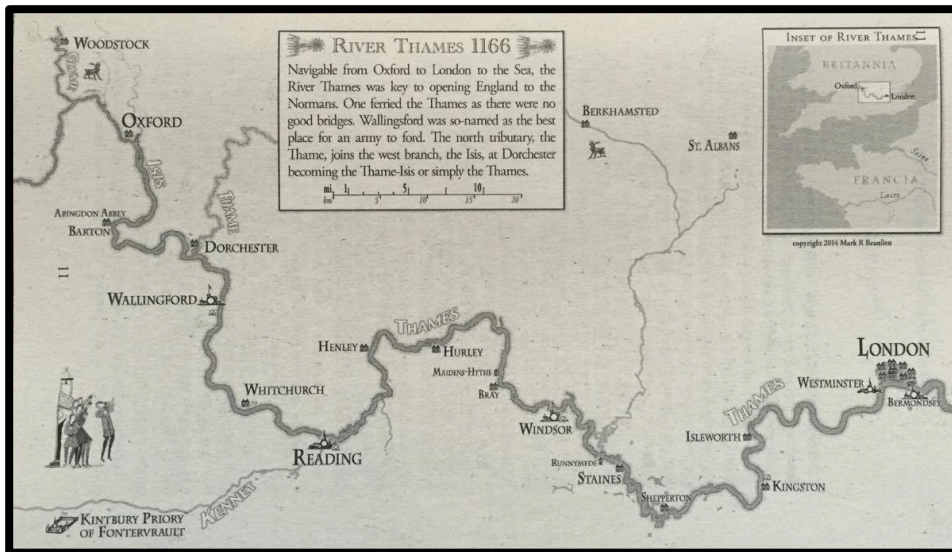 RIVER THAMES 1166
Navigable from Oxford to London to the Sea, the
River Thames was key to opening England to the
Normans. One ferried the Thames as there were no
good bridges. Wallingsford was so-named as the best
place for an army to ford. The north tributary, the
Thame, joins the west branch, the Isis, at Dorchester
becoming the Thame-Isis or simply the Thames.
mi. 1 5 10
km 5 10 15 20
INSET OF RIVER THAMES
BRITANNIA
Oxford
London
Seine
FRANCIA
Loire
copyright 2014 Mark R Beaulieu
WOODSTOCK
OXFORD
ISIS
THAME
ABINGDON ABBEY
BARTON
DORCHESTER
11
WALLINGFORD
BERKHAMSTED
ST. ALBANS
THAMES
HENLEY
HURLEY
MAIDENS-HYTHE
BRAY
WHITCHURCH
READING
WINDSOR
RUNNYMEDE
STAINES
SHEPPERTON
THAMES
LONDON
WESTMINSTER
BERMONDSEY
ISLEWORTH
KINGSTON
KENNET
KINTBURY PRIORY
OF FONTERVRAULT